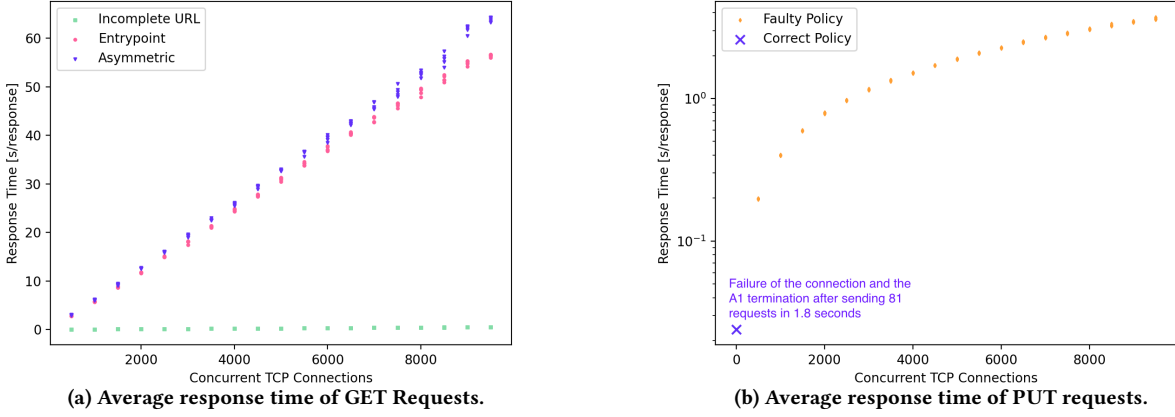 Incomplete URL
Entrypoint
Asymmetric
60
50
40
30
20
10
0
Response Time [s/response]
2000 4000 6000 8000
Concurrent TCP Connections
(a) Average response time of GET Requests.
Faulty Policy
Correct Policy
10⁰
10⁻¹
Response Time [s/response]
Failure of the connection and the
A1 termination after sending 81
requests in 1.8 seconds
0 2000 4000 6000 8000
Concurrent TCP Connections
(b) Average response time of PUT requests.